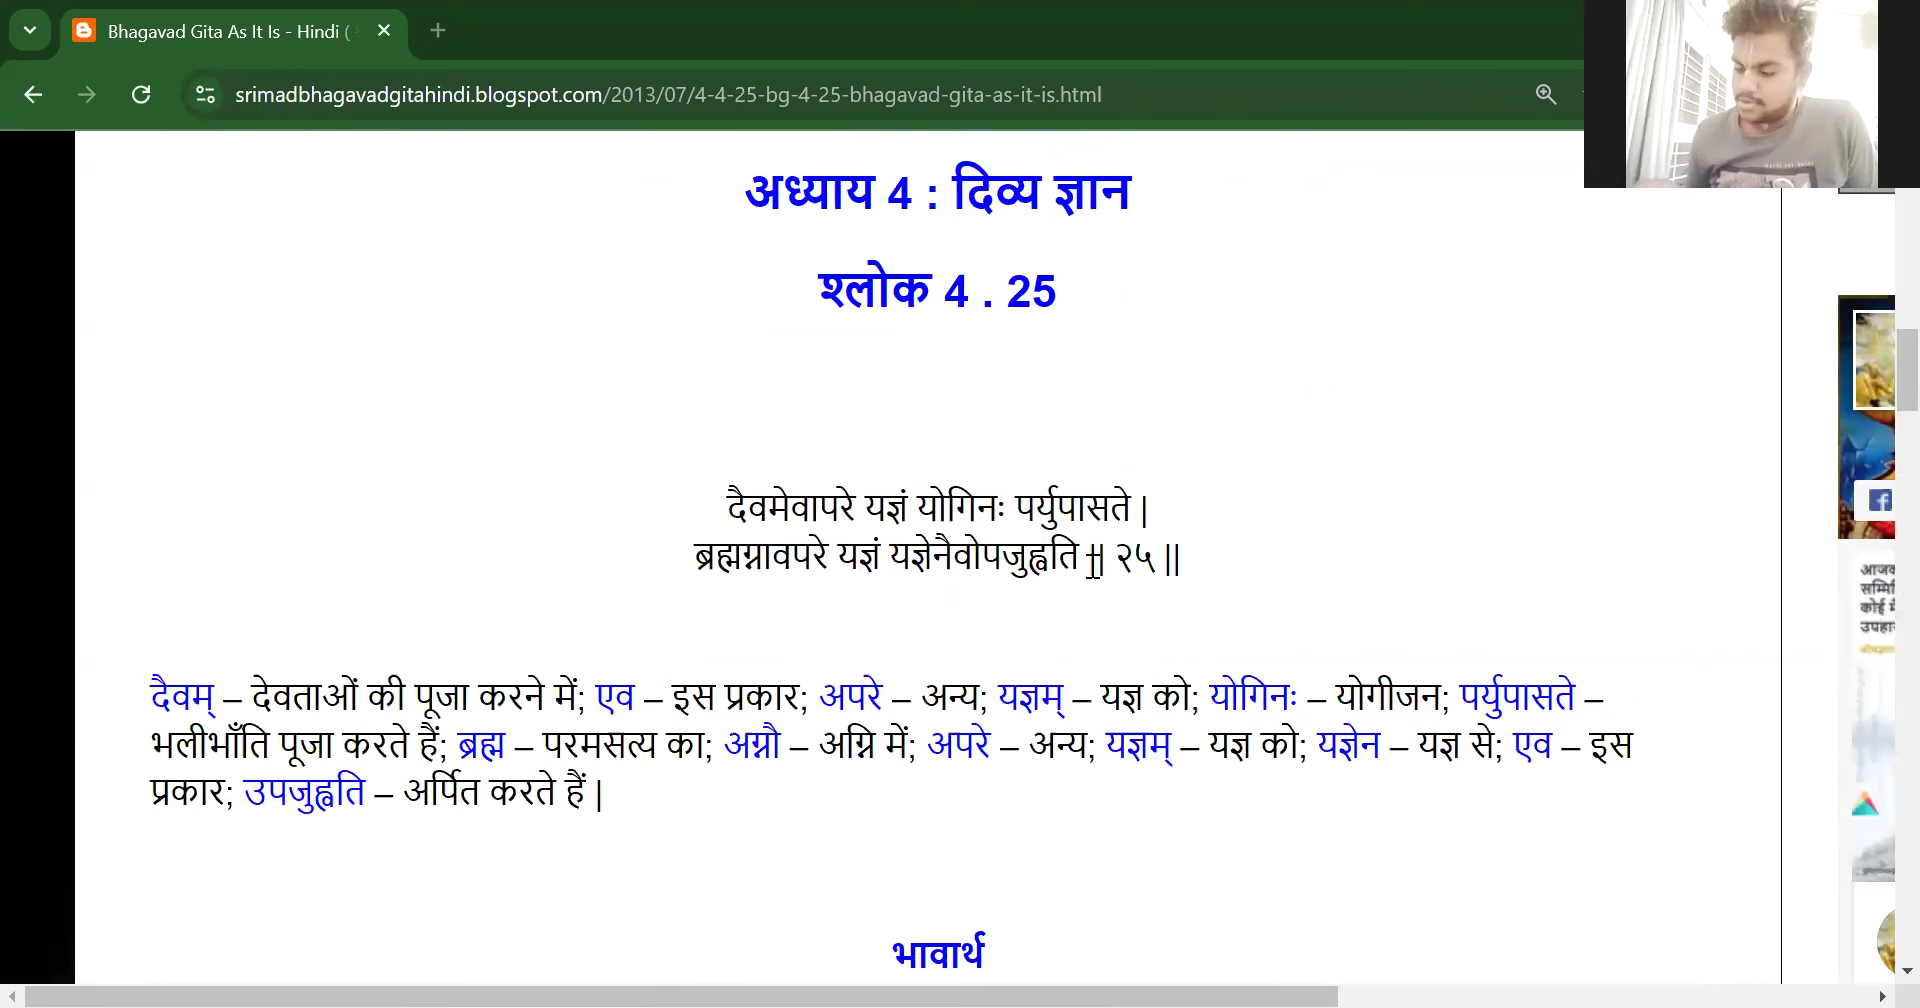 Bhagavad Gita As It Is - Hindi (
srimadbhagavadgitahindi.blogspot.com/2013/07/4-4-25-bg-4-25-bhagavad-gita-as-it-is.html
अध्याय 4 : दिव्य ज्ञान
श्लोक 4 . 25
दैवमेवापरे यज्ञं योगिनः पर्युपासते |
ब्रह्मग्नावपरे यज्ञं यज्ञेनैवोपजुह्वति || २५ ||
दैवम् – देवताओं की पूजा करने में; एव – इस प्रकार; अपरे – अन्य; यज्ञम् – यज्ञ को; योगिनः – योगीजन; पर्युपासते –
भलीभाँति पूजा करते हैं; ब्रह्म – परमसत्य का; अग्नौ – अग्नि में; अपरे – अन्य; यज्ञम् – यज्ञ को; यज्ञेन – यज्ञ से; एव – इस
प्रकार; उपजुह्वति – अर्पित करते हैं |
भावार्थ